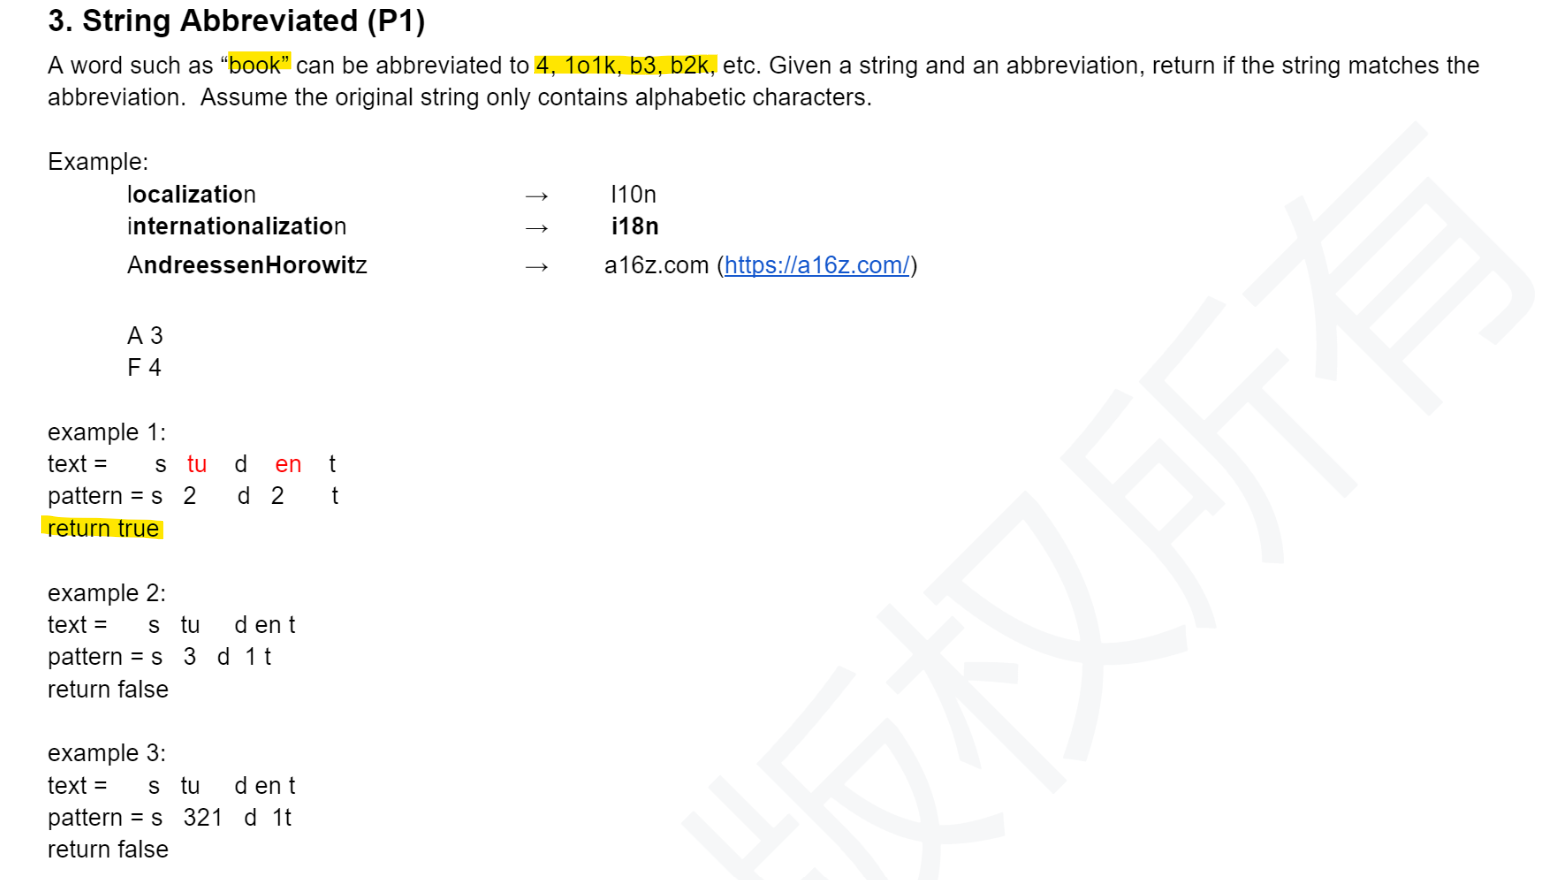 3. String Abbreviated (P1)
A word such as “book” can be abbreviated to 4, 1o1k, b3, b2k, etc. Given a string and an abbreviation, return if the string matches the
abbreviation.  Assume the original string only contains alphabetic characters.
Example:
localization → l10n
internationalization → i18n
AndreessenHorowitz → a16z.com (https://a16z.com/)
A 3
F 4
example 1:
text = s tu d en t
pattern = s 2 d 2 t
return true
example 2:
text = s tu d en t
pattern = s 3 d 1 t
return false
example 3:
text = s tu d en t
pattern = s 321 d 1t
return false
版权所有